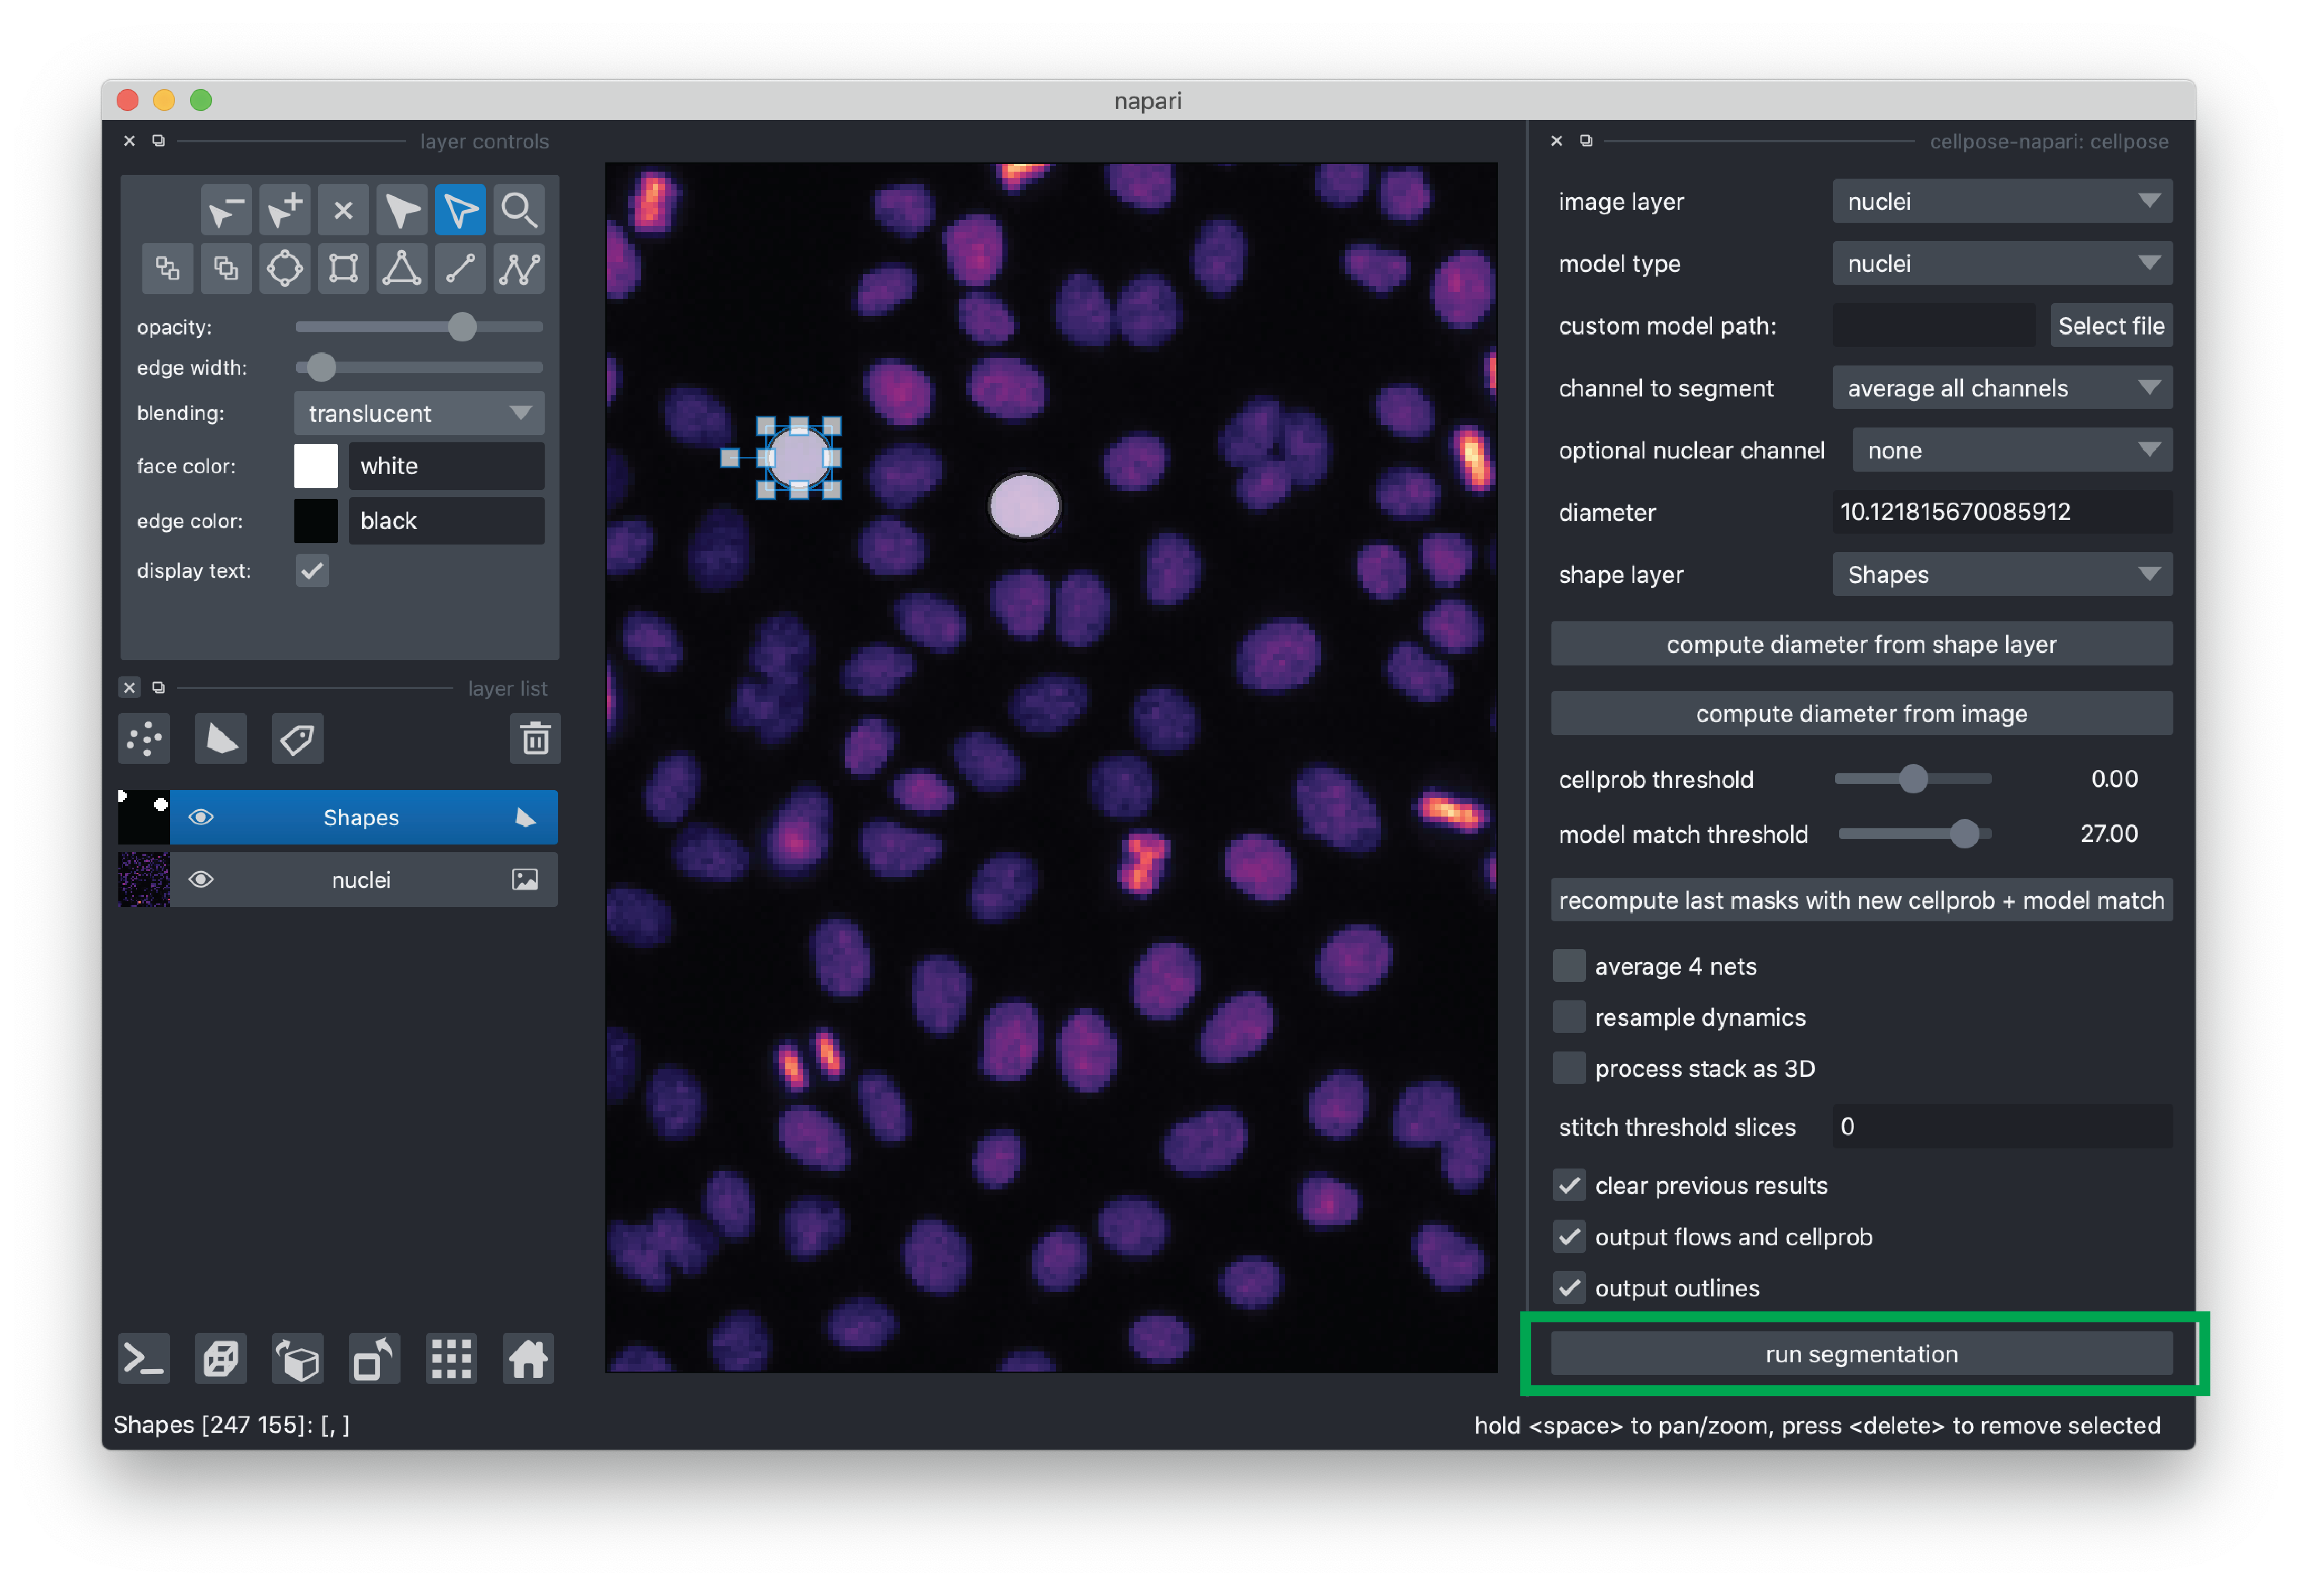 napari
layer controls
opacity:
edge width:
blending: translucent
face color: white
edge color: black
display text:
layer list
Shapes
nuclei
Shapes [247 155]: [, ]
cellpose-napari: cellpose
image layer nuclei
model type nuclei
custom model path: Select file
channel to segment average all channels
optional nuclear channel none
diameter 10.121815670085912
shape layer Shapes
compute diameter from shape layer
compute diameter from image
cellprob threshold 0.00
model match threshold 27.00
recompute last masks with new cellprob + model match
average 4 nets
resample dynamics
process stack as 3D
stitch threshold slices 0
clear previous results
output flows and cellprob
output outlines
run segmentation
hold <space> to pan/zoom, press <delete> to remove selected